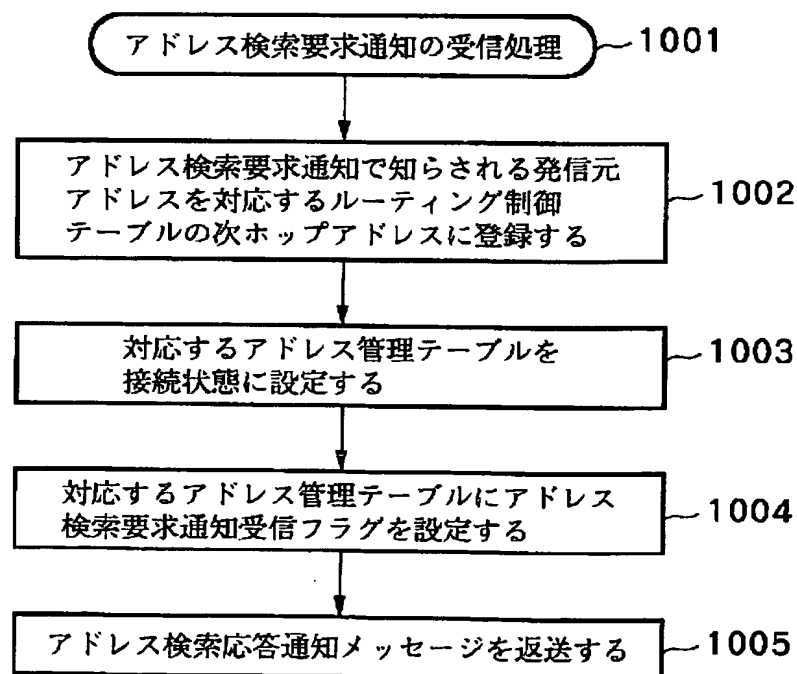 アドレス検索要求通知の受信処理
1001
アドレス検索要求通知で知らされる発信元
アドレスを対応するルーティング制御
テーブルの次ホップアドレスに登録する
1002
対応するアドレス管理テーブルを
接続状態に設定する
1003
対応するアドレス管理テーブルにアドレス
検索要求通知受信フラグを設定する
1004
アドレス検索応答通知メッセージを返送する
1005